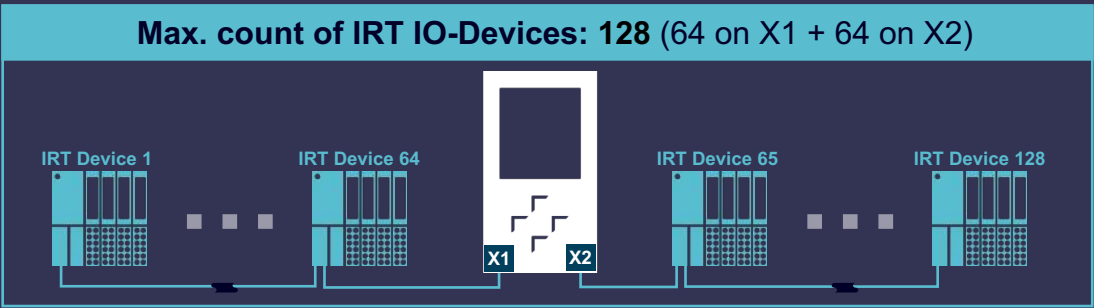 Max. count of IRT IO-Devices: 128 (64 on X1 + 64 on X2)
IRT Device 1
IRT Device 64
IRT Device 65
IRT Device 128
X1
X2